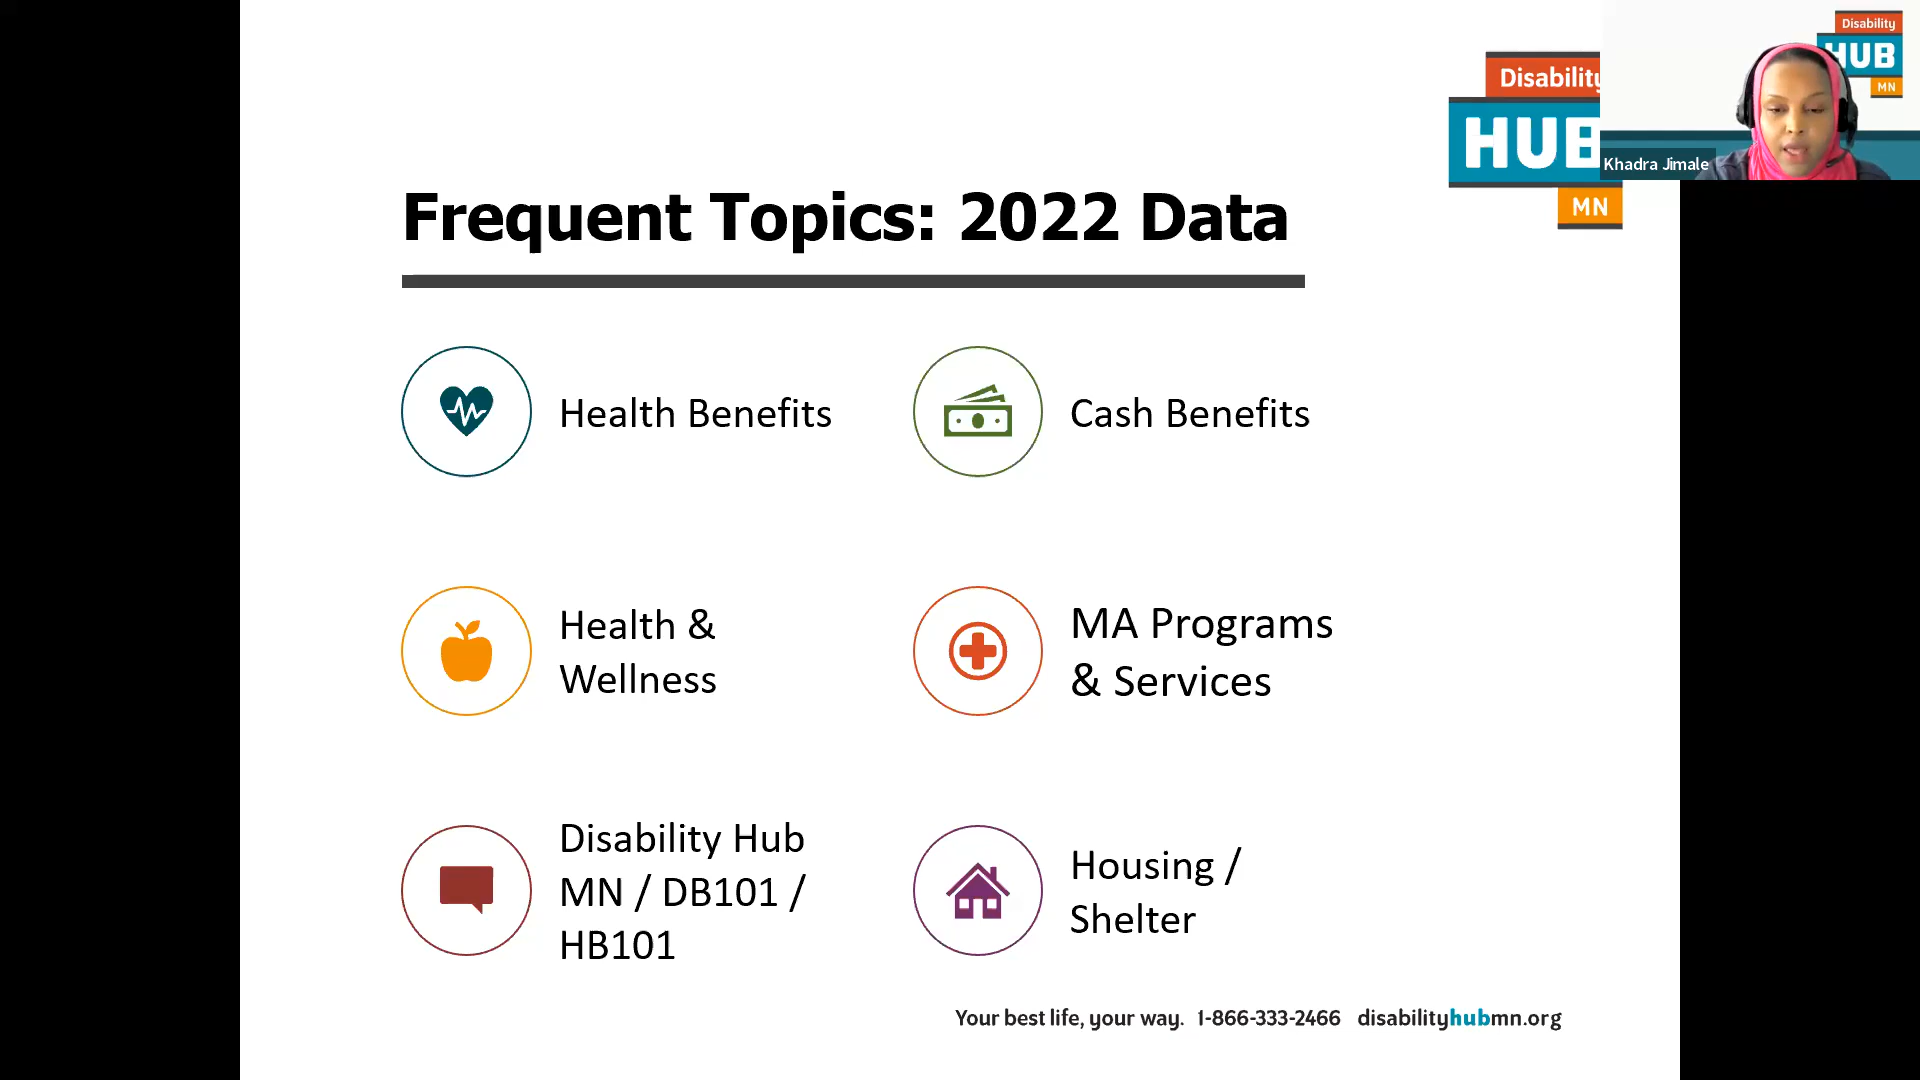 Disability
HUB
MN
Disability
HUB
MN
Khadra Jimale
Frequent Topics: 2022 Data
Health Benefits
Cash Benefits
Health &
Wellness
MA Programs
& Services
Disability Hub
MN / DB101 /
HB101
Housing /
Shelter
Your best life, your way. 1-866-333-2466 disabilityhubmn.org